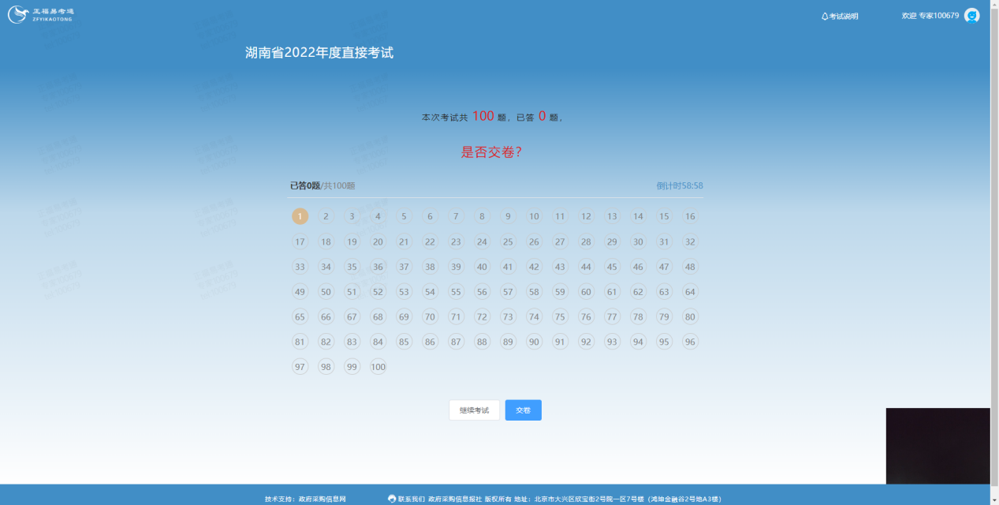 正福易考通
ZFYIKAOTONG
考试说明
欢迎 专家100679
湖南省2022年度直接考试
本次考试共 100 题，已答 0 题，
是否交卷？
已答0题/共100题
倒计时58:58
1 2 3 4 5 6 7 8 9 10 11 12 13 14 15 16
17 18 19 20 21 22 23 24 25 26 27 28 29 30 31 32
33 34 35 36 37 38 39 40 41 42 43 44 45 46 47 48
49 50 51 52 53 54 55 56 57 58 59 60 61 62 63 64
65 66 67 68 69 70 71 72 73 74 75 76 77 78 79 80
81 82 83 84 85 86 87 88 89 90 91 92 93 94 95 96
97 98 99 100
继续考试 交卷
技术支持：政府采购信息网 联系我们 政府采购信息报社 版权所有 地址：北京市大兴区欣宝街2号院一区7号楼（鸿坤金融谷2号地A3楼）